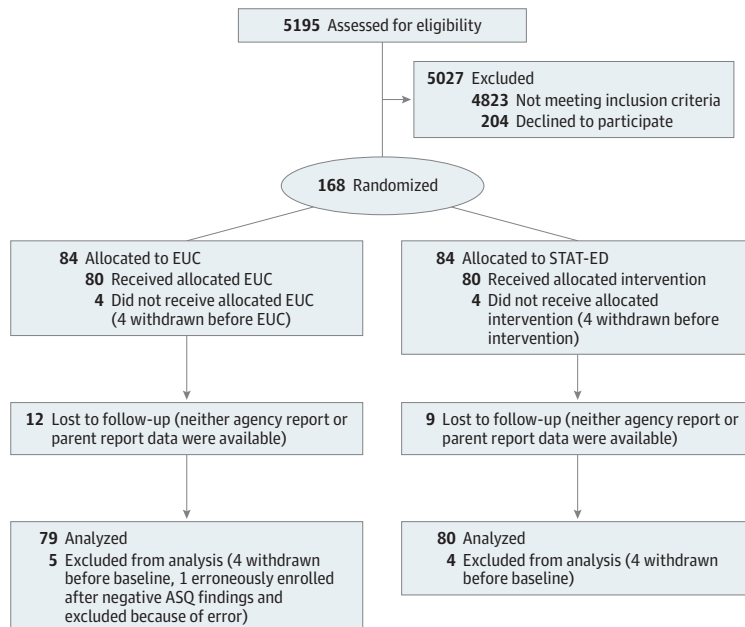 5195 Assessed for eligibility
5027 Excluded
4823 Not meeting inclusion criteria
204 Declined to participate
168 Randomized
84 Allocated to EUC
80 Received allocated EUC
4 Did not receive allocated EUC
(4 withdrawn before EUC)
84 Allocated to STAT-ED
80 Received allocated intervention
4 Did not receive allocated
intervention (4 withdrawn before
intervention)
12 Lost to follow-up (neither agency report or
parent report data were available)
9 Lost to follow-up (neither agency report or
parent report data were available)
79 Analyzed
5 Excluded from analysis (4 withdrawn
before baseline, 1 erroneously enrolled
after negative ASQ findings and
excluded because of error)
80 Analyzed
4 Excluded from analysis (4 withdrawn
before baseline)